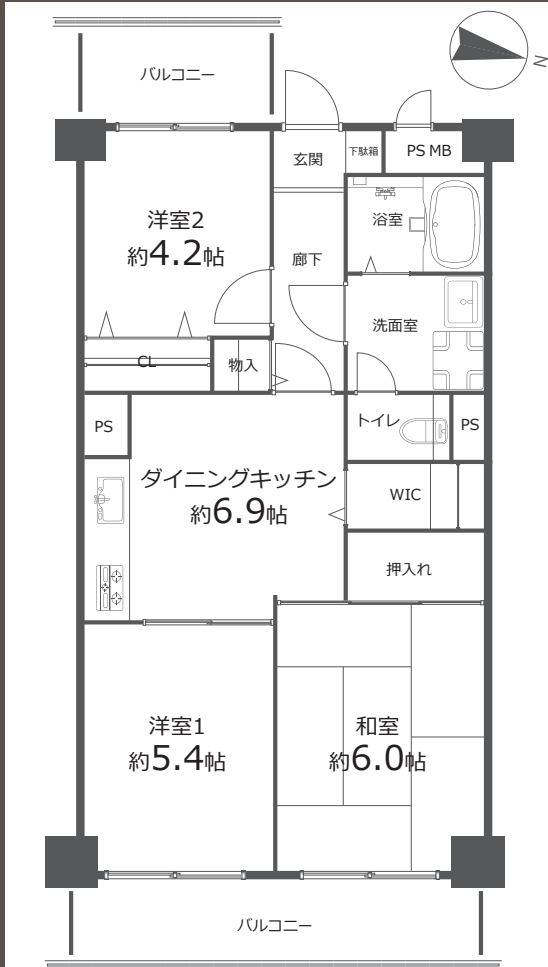 バルコニー
N
玄関
下駄箱
PS MB
浴室
洋室2
約4.2帖
廊下
洗面室
CL
物入
PS
トイレ
PS
ダイニングキッチン
約6.9帖
WIC
押入れ
洋室1
約5.4帖
和室
約6.0帖
バルコニー